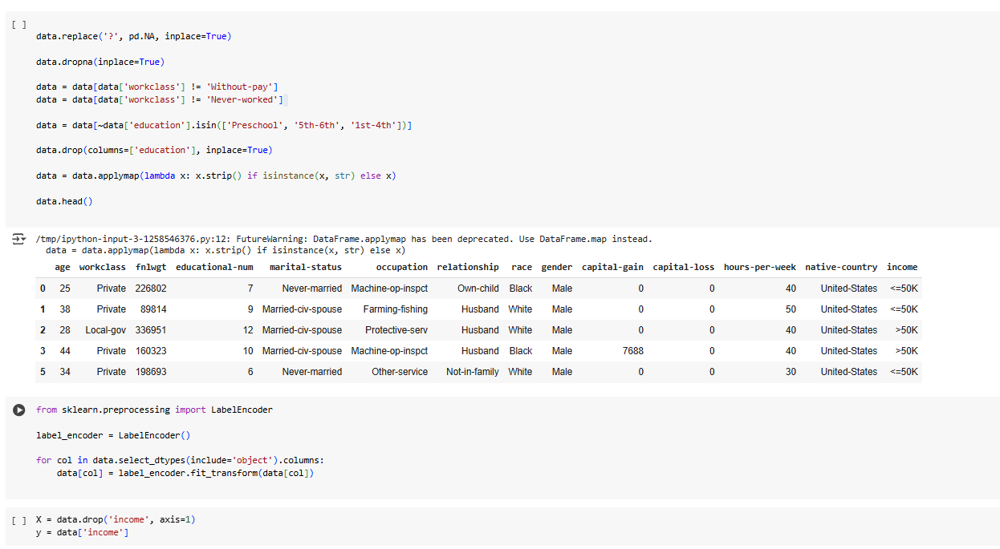 [ ]
data.replace('?', pd.NA, inplace=True)
data.dropna(inplace=True)
data = data[data['workclass'] != 'Without-pay']
data = data[data['workclass'] != 'Never-worked']
data = data[~data['education'].isin(['Preschool', '5th-6th', '1st-4th'])]
data.drop(columns=['education'], inplace=True)
data = data.applymap(lambda x: x.strip() if isinstance(x, str) else x)
data.head()
/tmp/ipython-input-3-1258546376.py:12: FutureWarning: DataFrame.applymap has been deprecated. Use DataFrame.map instead.
data = data.applymap(lambda x: x.strip() if isinstance(x, str) else x)
age workclass fnlwgt educational-num marital-status occupation relationship race gender capital-gain capital-loss hours-per-week native-country income
0 25 Private 226802 7 Never-married Machine-op-inspct Own-child Black Male 0 0 40 United-States <=50K
1 38 Private 89814 9 Married-civ-spouse Farming-fishing Husband White Male 0 0 50 United-States <=50K
2 28 Local-gov 336951 12 Married-civ-spouse Protective-serv Husband White Male 0 0 40 United-States >50K
3 44 Private 160323 10 Married-civ-spouse Machine-op-inspct Husband Black Male 7688 0 40 United-States >50K
5 34 Private 198693 6 Never-married Other-service Not-in-family White Male 0 0 30 United-States <=50K
from sklearn.preprocessing import LabelEncoder
label_encoder = LabelEncoder()
for col in data.select_dtypes(include='object').columns:
data[col] = label_encoder.fit_transform(data[col])
[ ] X = data.drop('income', axis=1)
y = data['income']